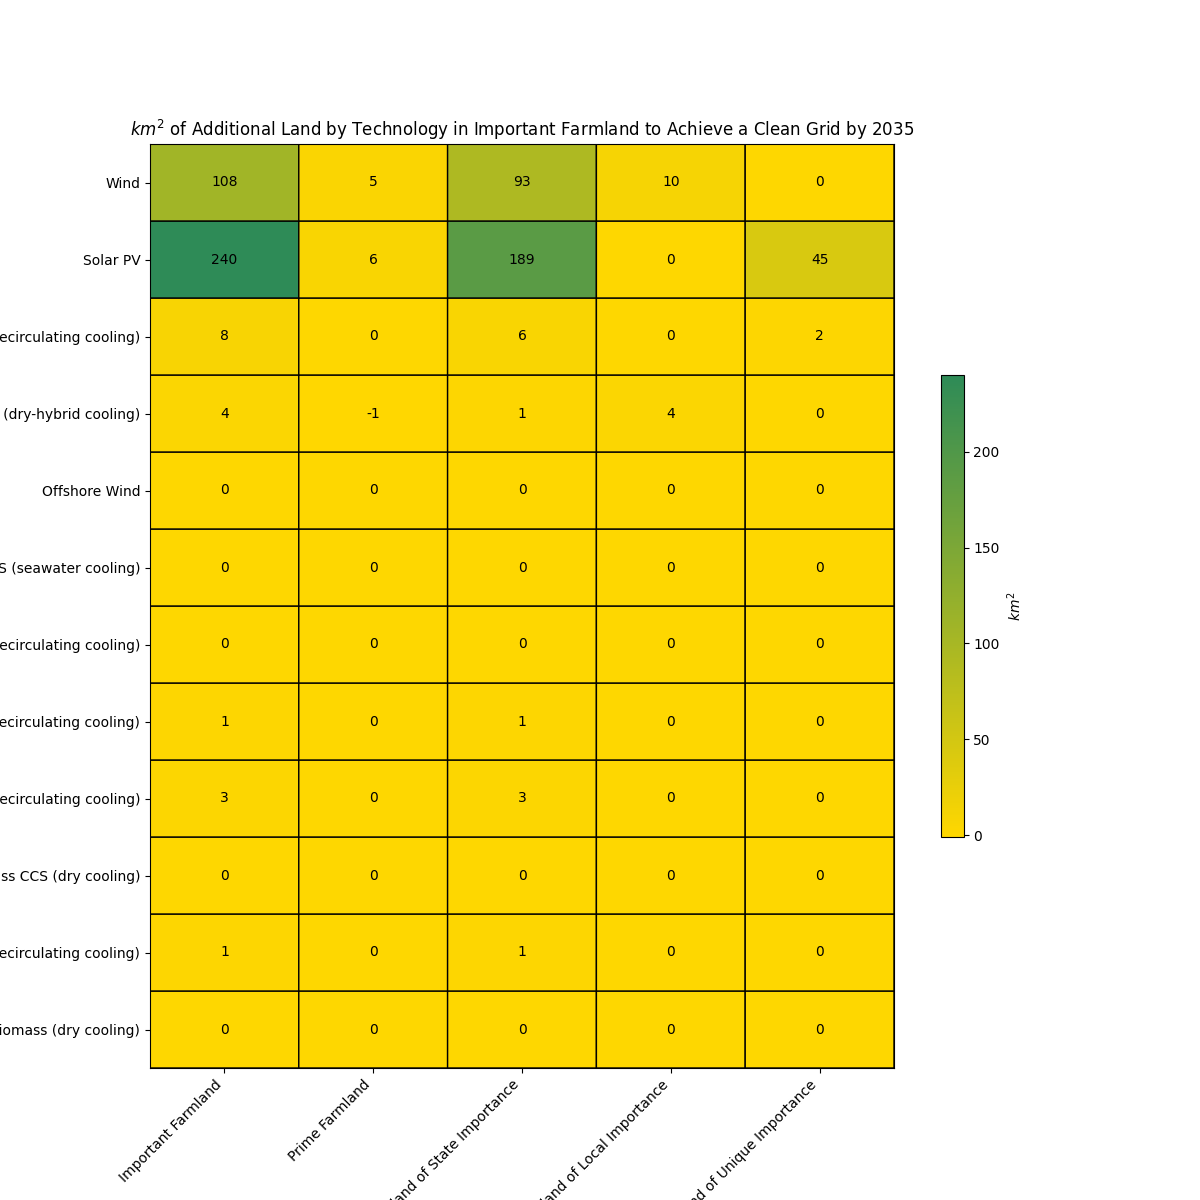 km² of Additional Land by Technology in Important Farmland to Achieve a Clean Grid by 2035
Wind 108 5 93 10 0
Solar PV 240 6 189 0 45
ecirculating cooling) 8 0 6 0 2
(dry-hybrid cooling) 4 -1 1 4 0
Offshore Wind 0 0 0 0 0
S (seawater cooling) 0 0 0 0 0
ecirculating cooling) 0 0 0 0 0
ecirculating cooling) 1 0 1 0 0
ecirculating cooling) 3 0 3 0 0
ss CCS (dry cooling) 0 0 0 0 0
ecirculating cooling) 1 0 1 0 0
iomass (dry cooling) 0 0 0 0 0
Important Farmland
Prime Farmland
land of State Importance
land of Local Importance
nd of Unique Importance
200
150
100
50
0
km²